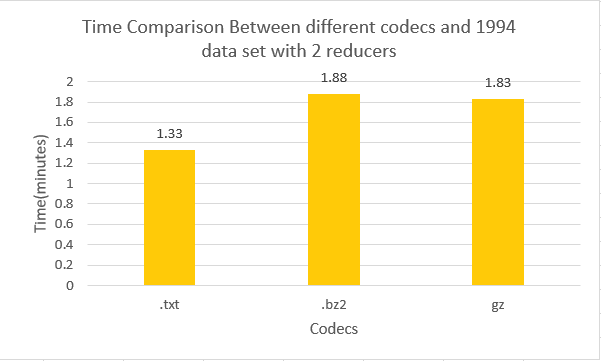 Time Comparison Between different codecs and 1994
data set with 2 reducers
Time(minutes)
2
1.8
1.6
1.4
1.2
1
0.8
0.6
0.4
0.2
0
1.33
1.88
1.83
.txt
.bz2
gz
Codecs